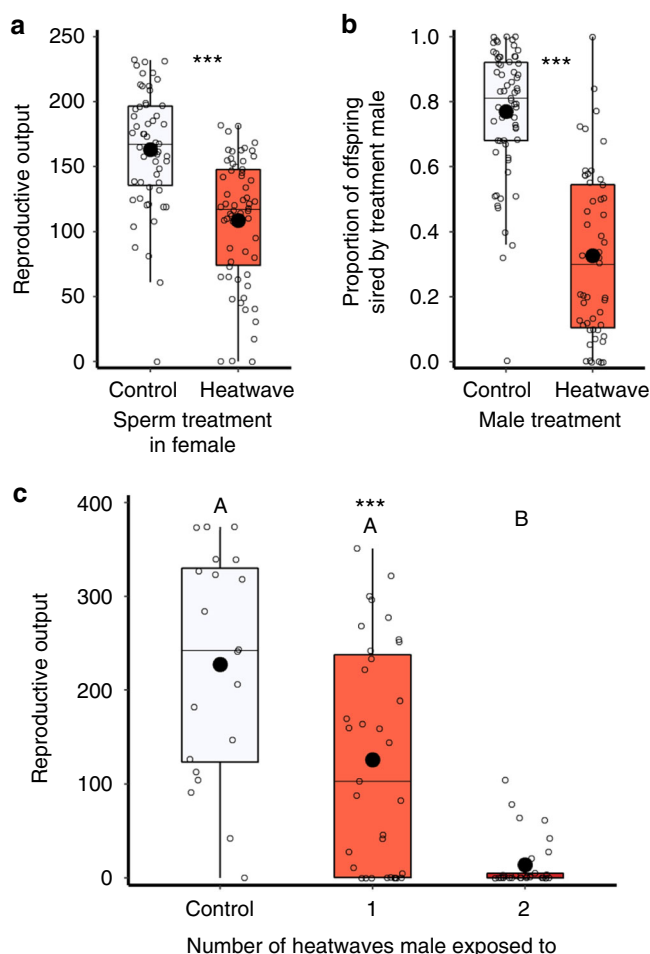 a
250
200
150
100
50
0
Reproductive output
***
Control
Heatwave
Sperm treatment
in female
b
1.0
0.8
0.6
0.4
0.2
0.0
Proportion of offspring
sired by treatment male
***
Control
Heatwave
Male treatment
c
400
300
200
100
0
Reproductive output
A
***
A
B
Control
1
2
Number of heatwaves male exposed to